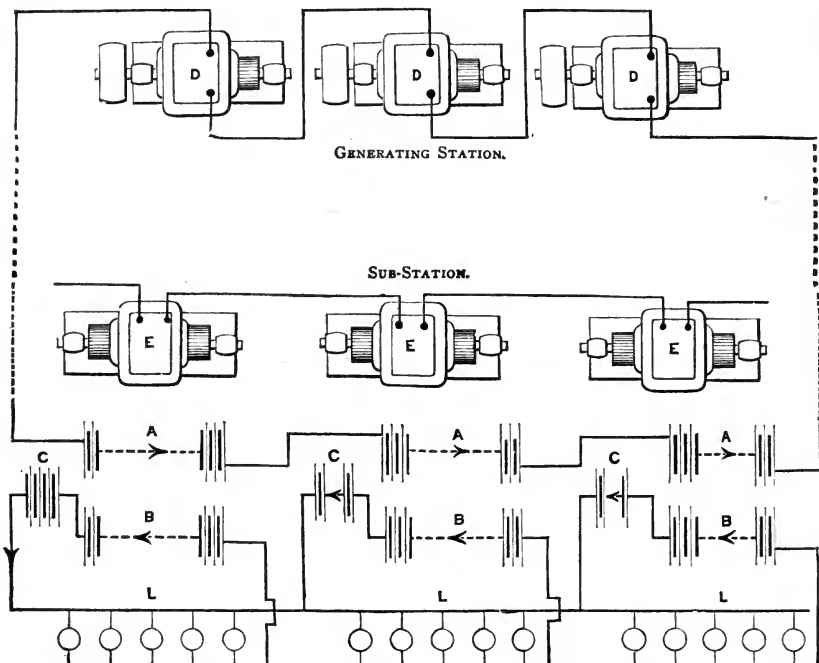 D D D
GENERATING STATION.
SUB-STATION.
E E E
A A A
C C C
B B B
L L L